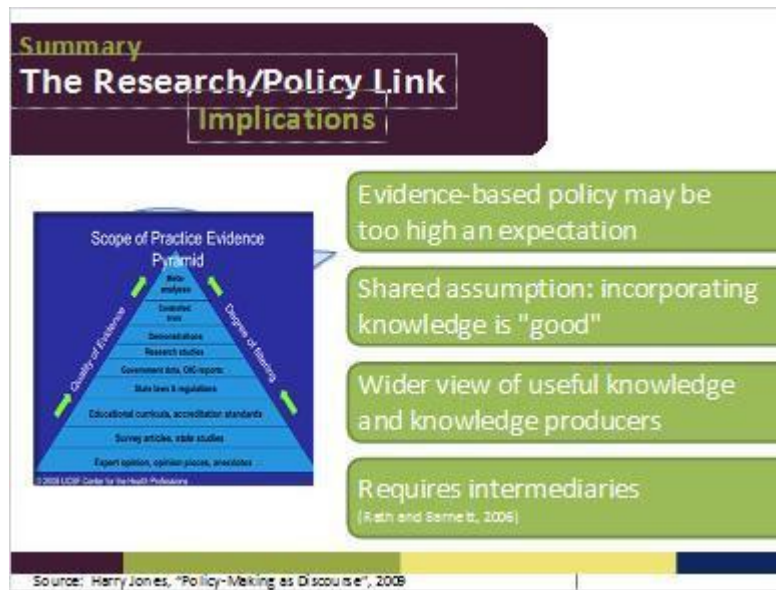 Summary
The Research/Policy Link
Implications
Scope of Practice Evidence
Pyramid
Meta-
analyses
Controlled
trials
Demonstrations
Research studies
Government data, OIG reports
State laws & regulations
Educational curricula, accreditation standards
Survey articles, state studies
Expert opinion, opinion pieces, anecdotes
Quality of Evidence
Degree of filtering
UCSF Center for the Health Professions
Evidence-based policy may be
too high an expectation
Shared assumption: incorporating
knowledge is "good"
Wider view of useful knowledge
and knowledge producers
Requires intermediaries
(Rath and Barnett, 2006)
Source: Harry Jones, "Policy-Making as Discourse", 2009